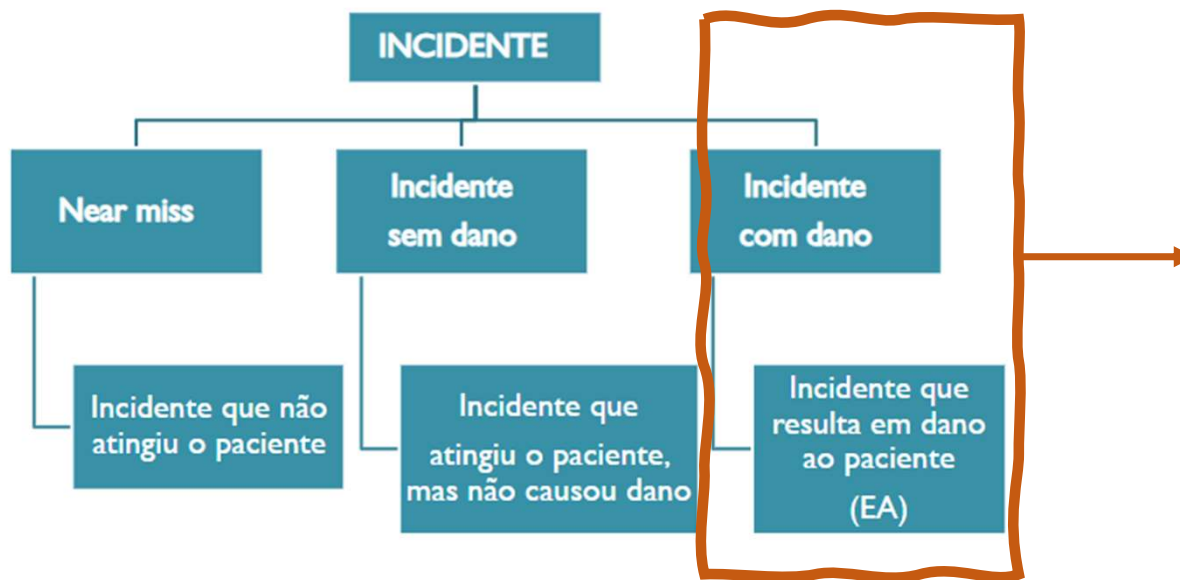 INCIDENTE
Near miss
Incidente
sem dano
Incidente
com dano
Incidente que não
atingiu o paciente
Incidente que
atingiu o paciente,
mas não causou dano
Incidente que
resulta em dano
ao paciente
(EA)